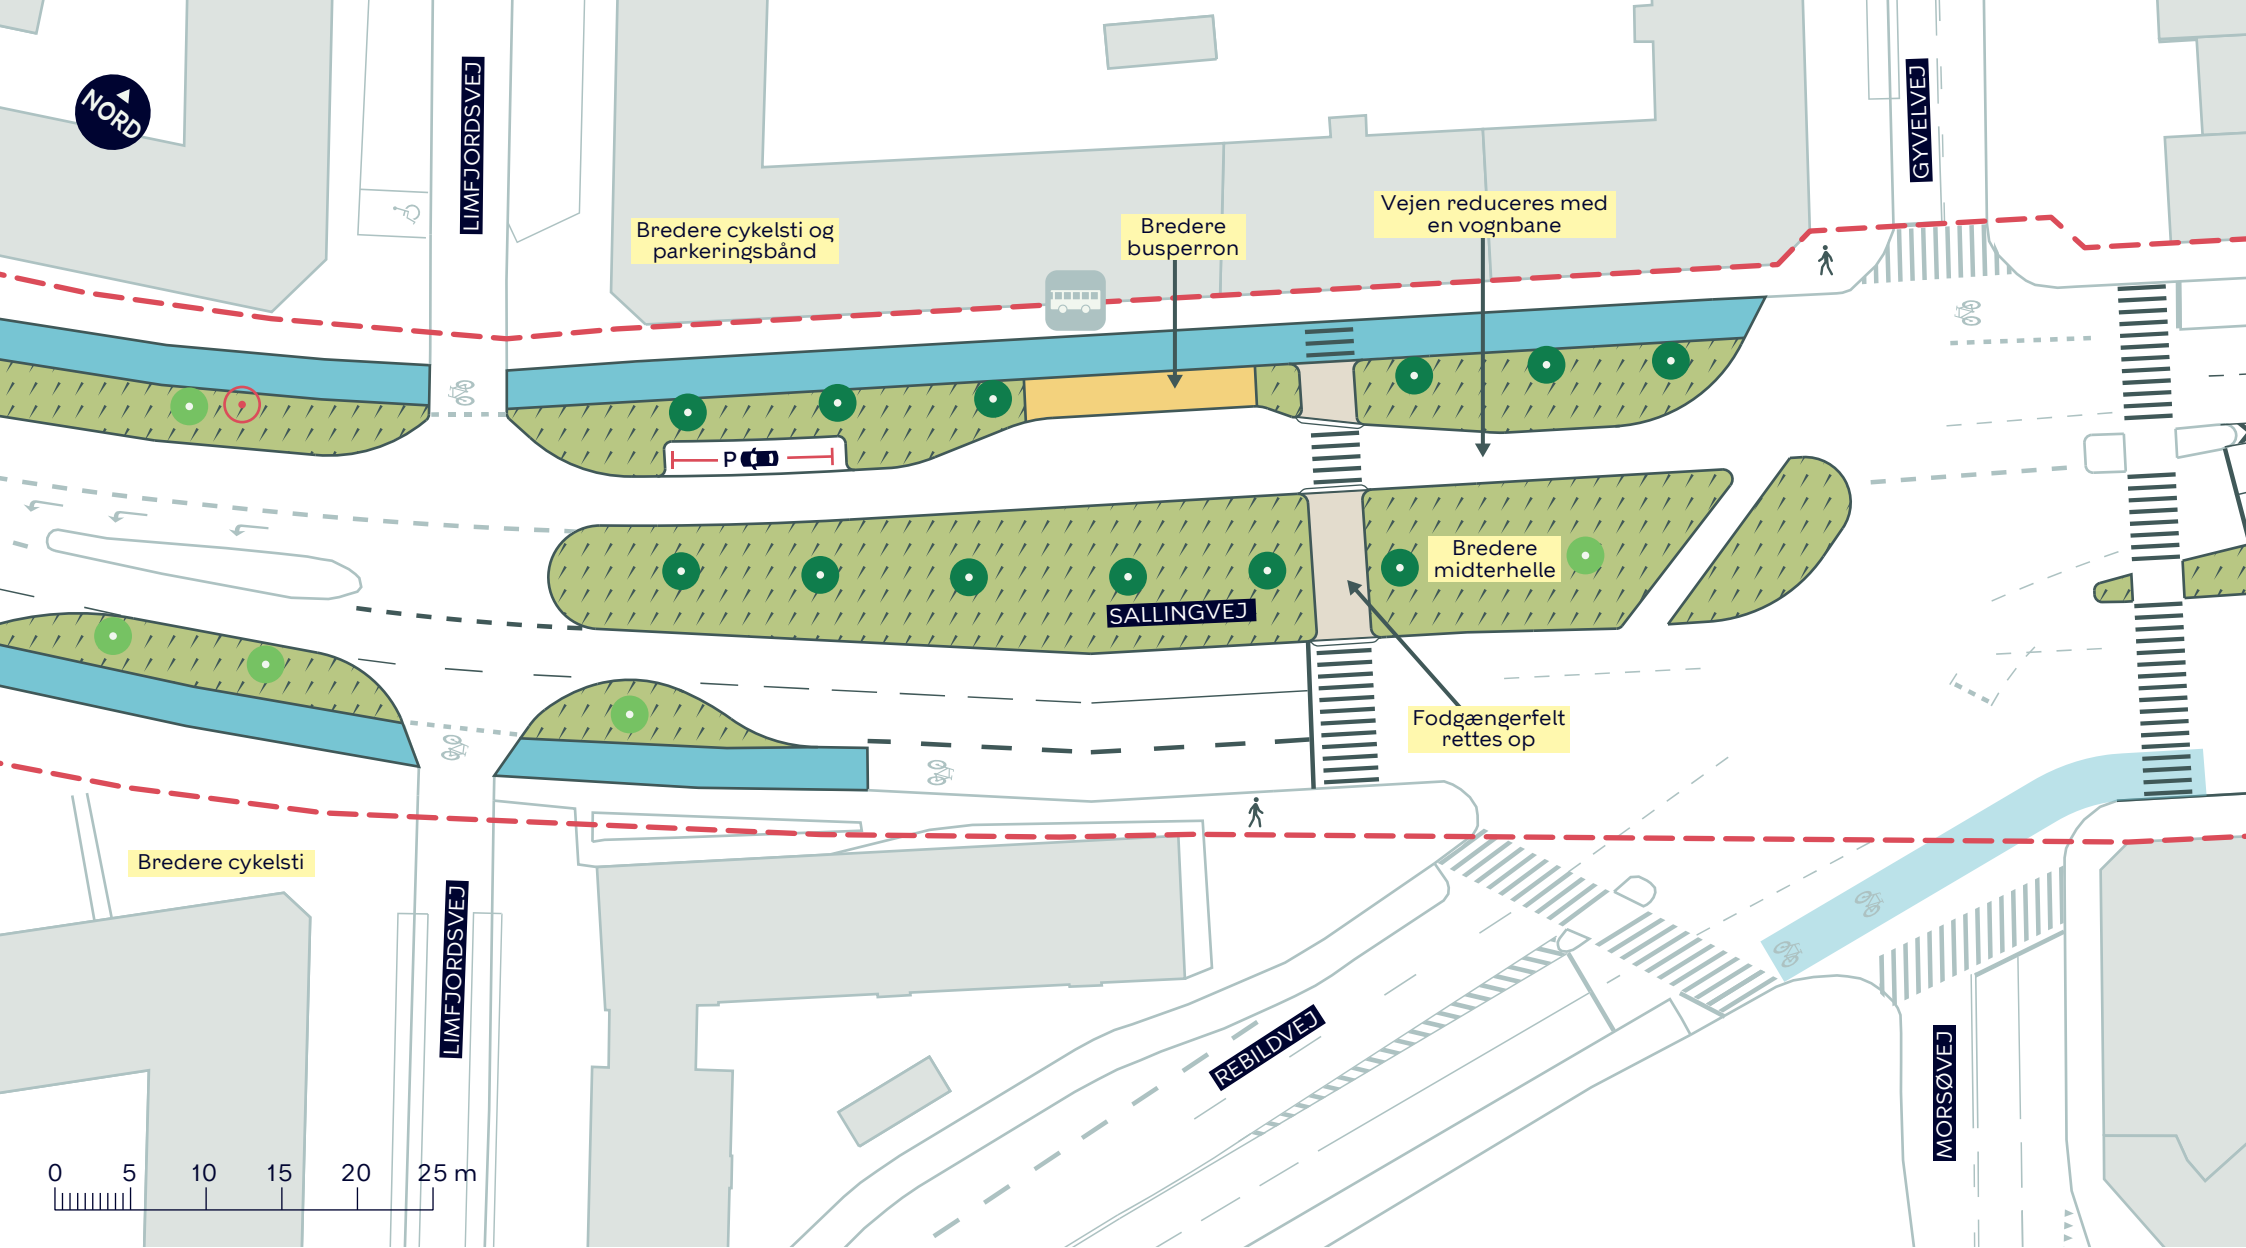 NORD
LIMFJORDSVEJ
GYVELVEJ
Bredere cykelsti og
parkeringsbånd
Bredere
busperron
Vejen reduceres med
en vognbane
P
Bredere
midterhelle
SALLINGVEJ
Fodgængerfelt
rettes op
Bredere cykelsti
LIMFJORDSVEJ
REBILDVEJ
MORSØVEJ
0 5 10 15 20 25 m